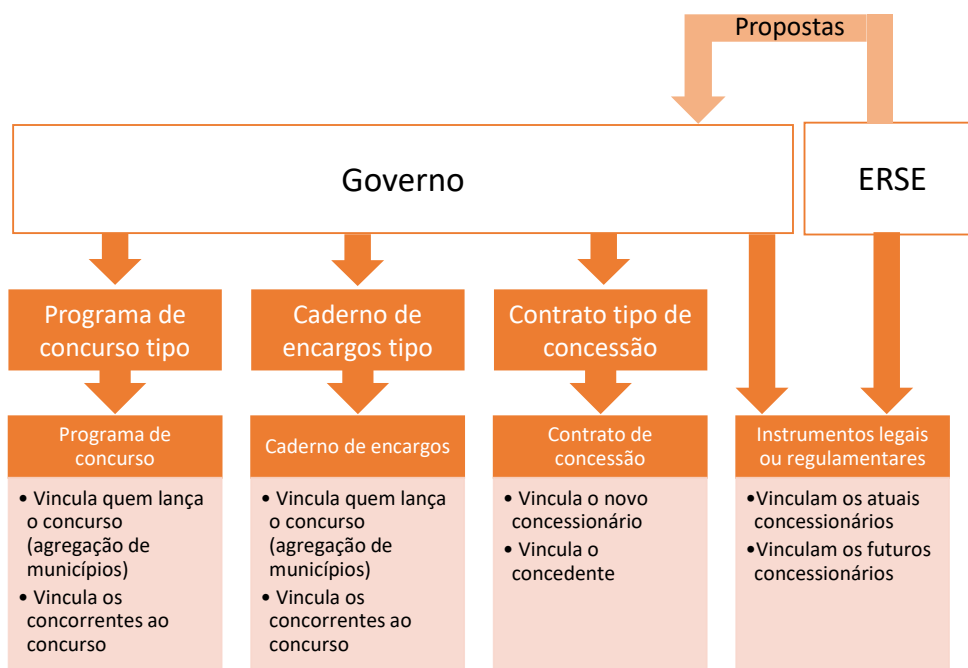 Propostas
Governo
ERSE
Programa de
concurso tipo
Caderno de
encargos tipo
Contrato tipo de
concessão
Programa de
concurso
• Vincula quem lança
o concurso
(agregação de
municípios)
• Vincula os
concorrentes ao
concurso
Caderno de encargos
• Vincula quem lança
o concurso
(agregação de
municípios)
• Vincula os
concorrentes ao
concurso
Contrato de
concessão
• Vincula o novo
concessionário
• Vincula o
concedente
Instrumentos legais
ou regulamentares
•Vinculam os atuais
concessionários
•Vinculam os futuros
concessionários